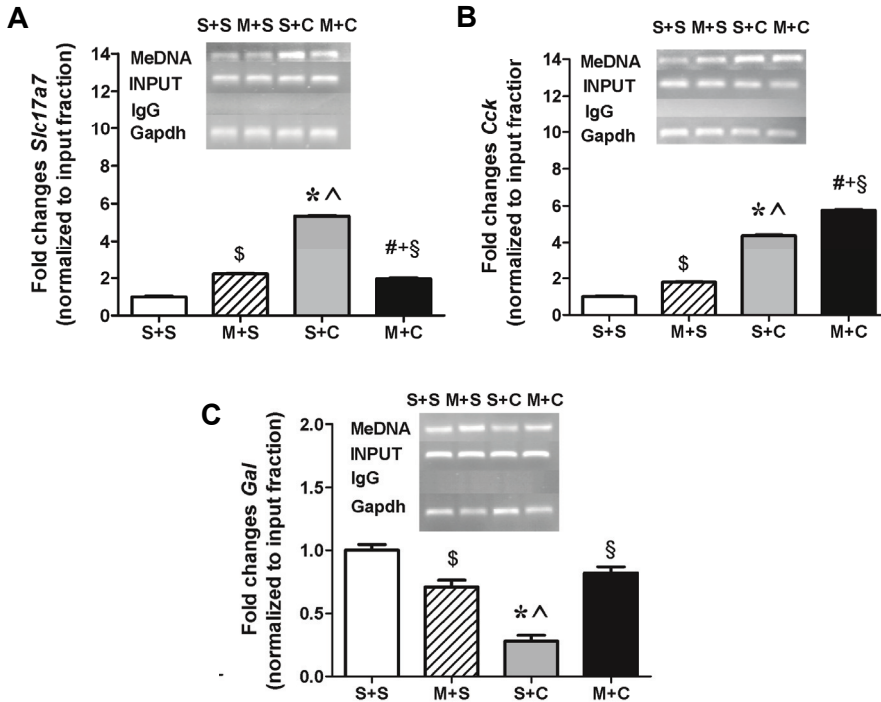 A
S+S M+S S+C M+C
Fold changes Slc17a7
(normalized to input fraction)
14
12
10
8
6
4
2
0
MeDNA
INPUT
IgG
Gapdh
$
*^
#+§
S+S M+S S+C M+C
B
S+S M+S S+C M+C
Fold changes Cck
(normalized to input fractior
14
12
10
8
6
4
2
0
MeDNA
INPUT
IgG
Gapdh
$
*^
#+§
S+S M+S S+C M+C
C
S+S M+S S+C M+C
Fold changes Gal
(normalized to input fraction)
2.0
1.5
1.0
0.5
0.0
MeDNA
INPUT
IgG
Gapdh
$
*^
§
S+S M+S S+C M+C